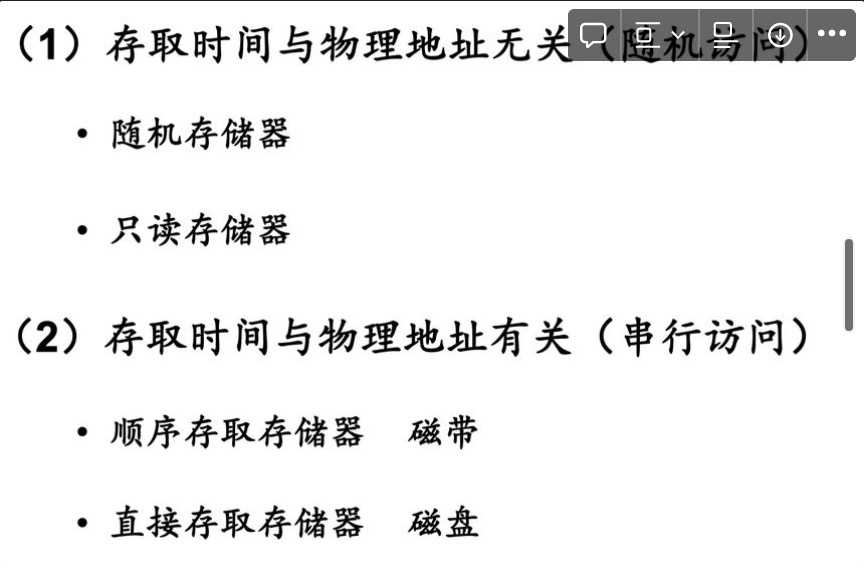 （1）存取时间与物理地址无关（随机访问）
• 随机存储器
• 只读存储器
（2）存取时间与物理地址有关（串行访问）
• 顺序存取存储器 磁带
• 直接存取存储器 磁盘